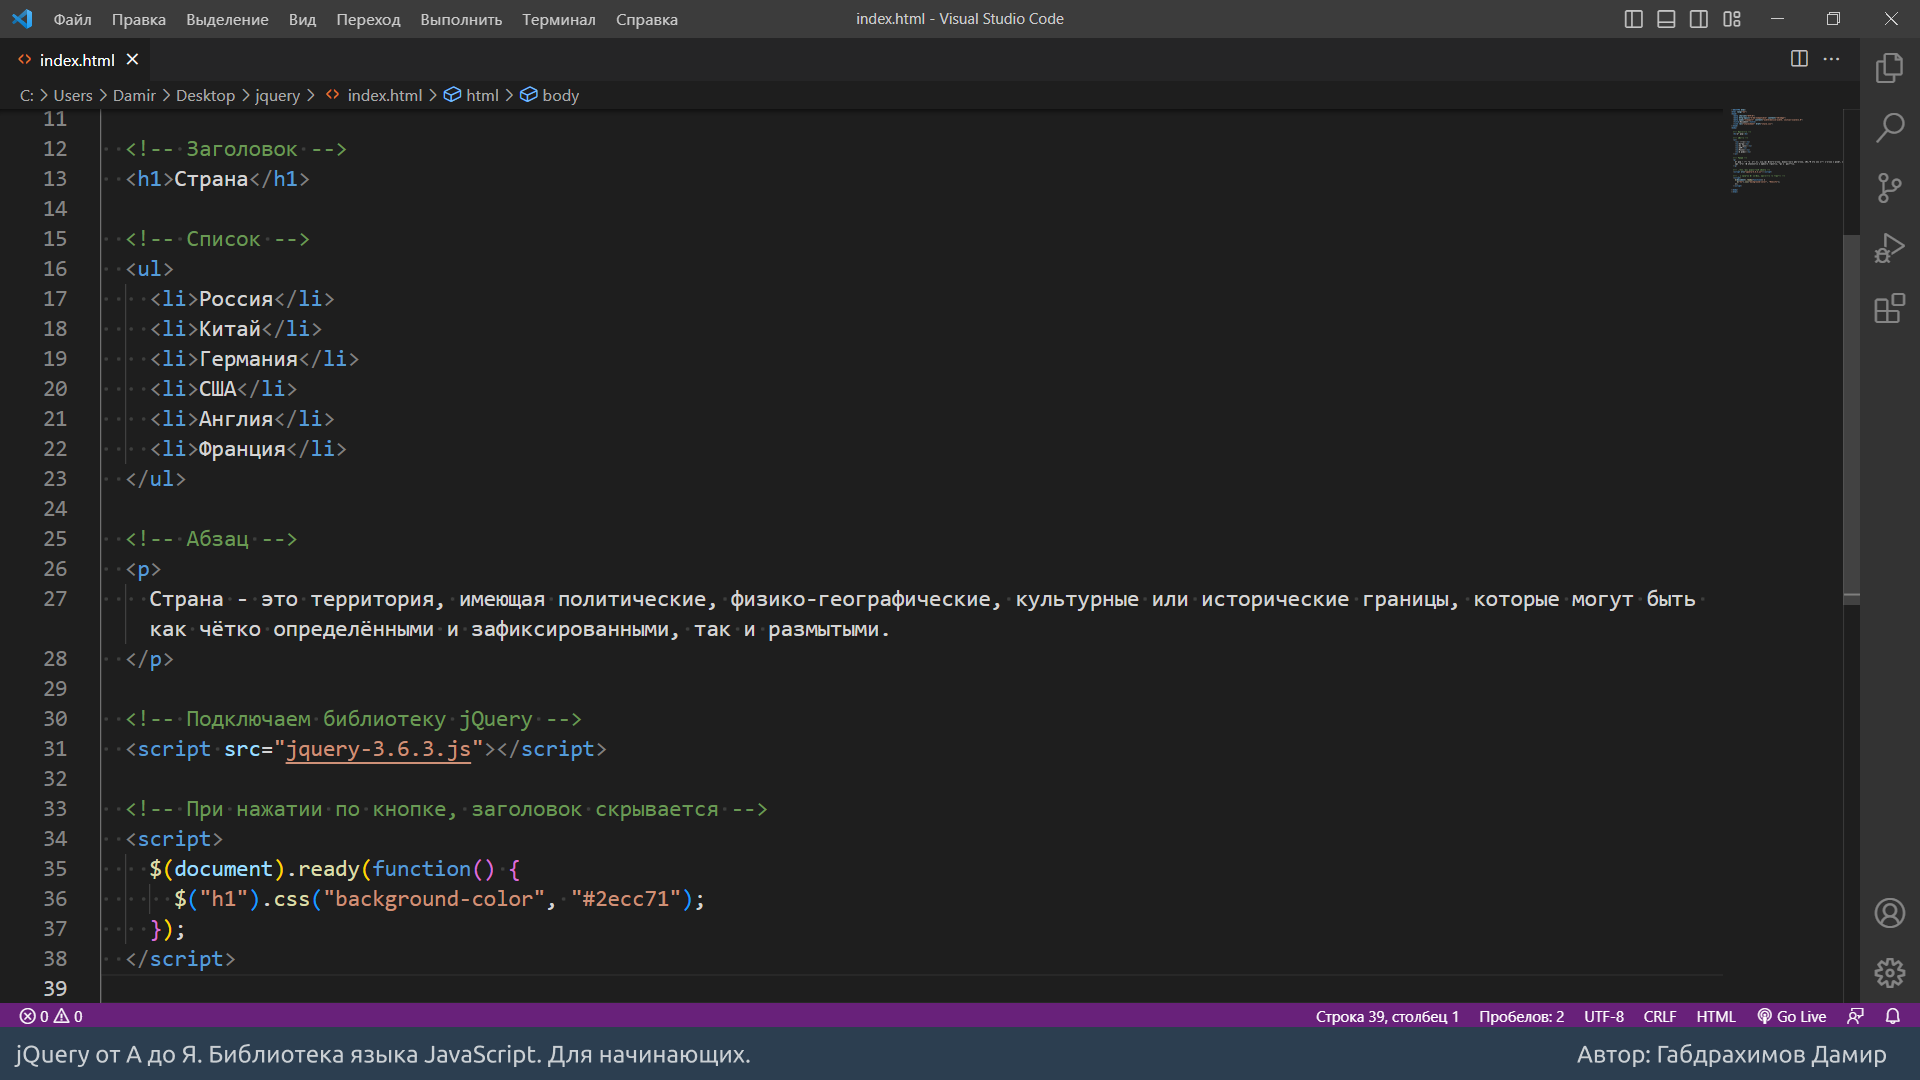 Файл Правка Выделение Вид Переход Выполнить Терминал Справка
index.html - Visual Studio Code
index.html
C: > Users > Damir > Desktop > jquery > index.html > html > body
11
12 <!-- Заголовок -->
13 <h1>Страна</h1>
14
15 <!-- Список -->
16 <ul>
17 <li>Россия</li>
18 <li>Китай</li>
19 <li>Германия</li>
20 <li>США</li>
21 <li>Англия</li>
22 <li>Франция</li>
23 </ul>
24
25 <!-- Абзац -->
26 <p>
27 Страна - это территория, имеющая политические, физико-географические, культурные или исторические границы, которые могут быть
как чётко определёнными и зафиксированными, так и размытыми.
28 </p>
29
30 <!-- Подключаем библиотеку jQuery -->
31 <script src="jquery-3.6.3.js"></script>
32
33 <!-- При нажатии по кнопке, заголовок скрывается -->
34 <script>
35 $(document).ready(function() {
36 $("h1").css("background-color", "#2ecc71");
37 });
38 </script>
39
0 0 Строка 39, столбец 1 Пробелов: 2 UTF-8 CRLF HTML Go Live
jQuery от А до Я. Библиотека языка JavaScript. Для начинающих. Автор: Габдрахимов Дамир